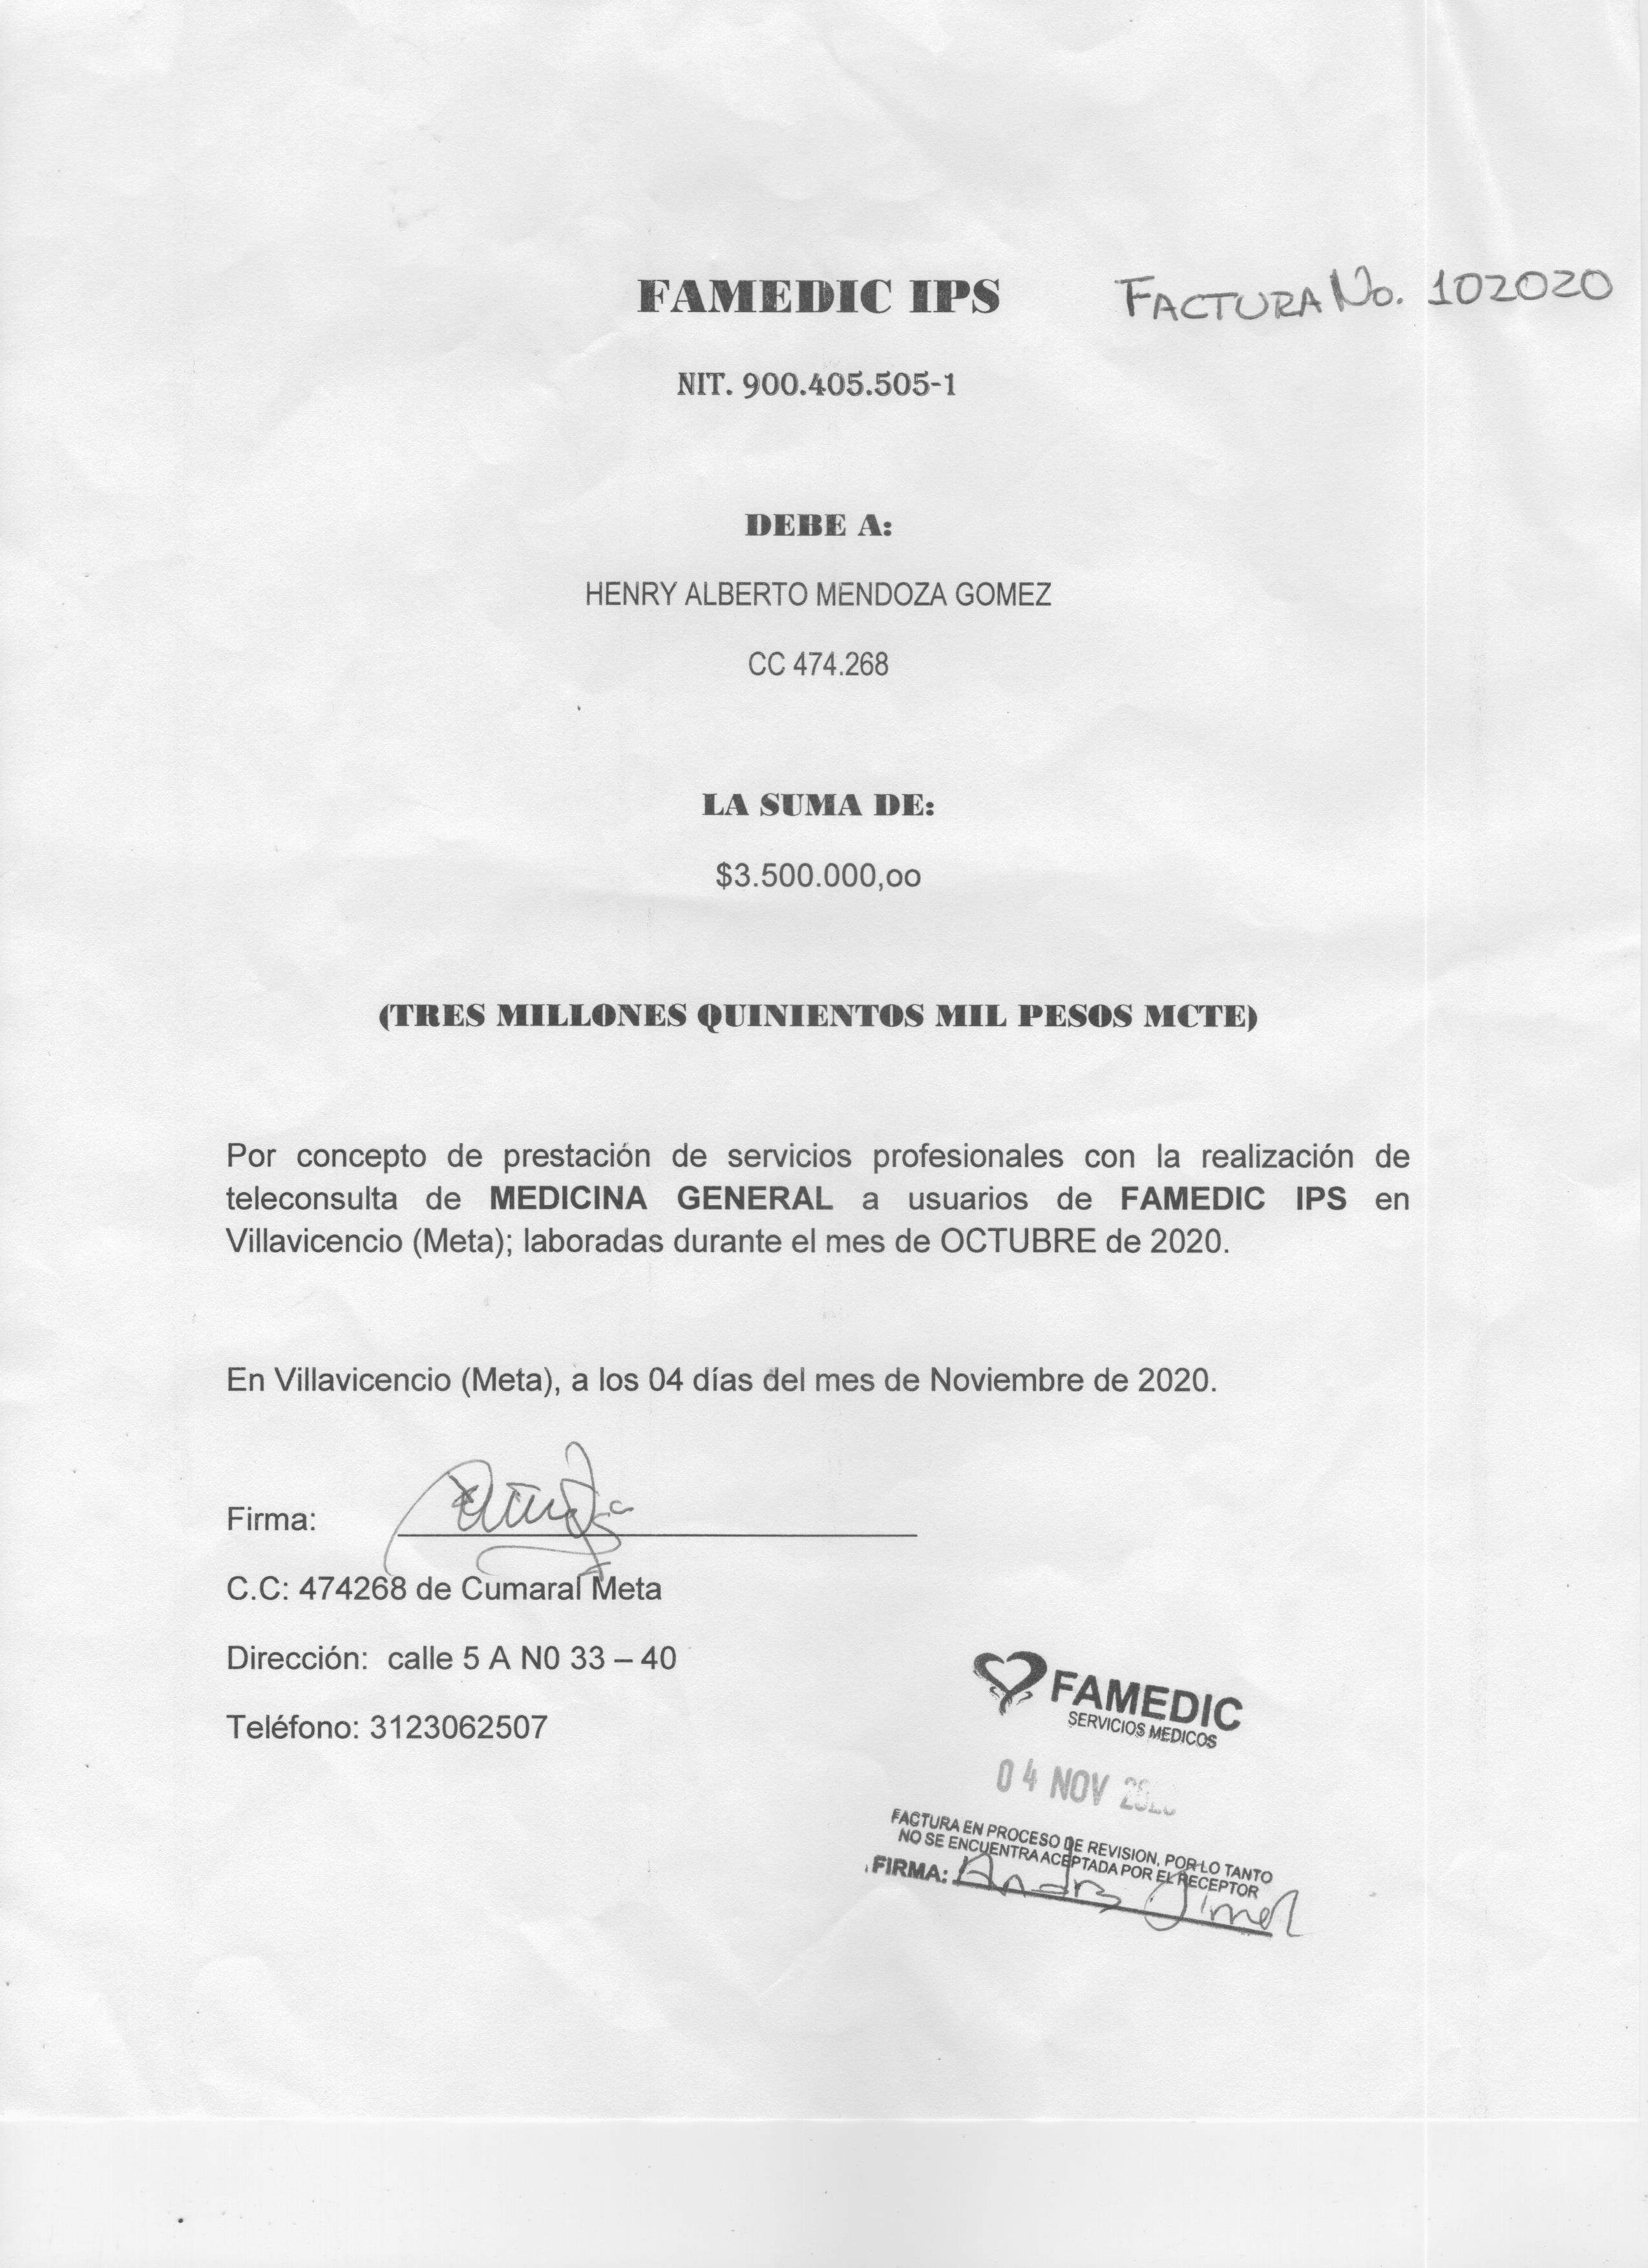 FAMEDIC IPS
FACTURA No. 102020
NIT. 900.405.505-1
DEBE A:
HENRY ALBERTO MENDOZA GOMEZ
CC 474.268
LA SUMA DE:
$3.500.000,oo
(TRES MILLONES QUINIENTOS MIL PESOS MCTE)
Por concepto de prestación de servicios profesionales con la realización de
teleconsulta de MEDICINA GENERAL a usuarios de FAMEDIC IPS en
Villavicencio (Meta); laboradas durante el mes de OCTUBRE de 2020.
En Villavicencio (Meta), a los 04 días del mes de Noviembre de 2020.
Firma:
C.C: 474268 de Cumaral Meta
Dirección: calle 5 A N0 33 – 40
Teléfono: 3123062507
FAMEDIC
SERVICIOS MEDICOS
04 NOV
FACTURA EN PROCESO DE REVISION, POR LO TANTO
NO SE ENCUENTRA ACEPTADA POR EL RECEPTOR
FIRMA: